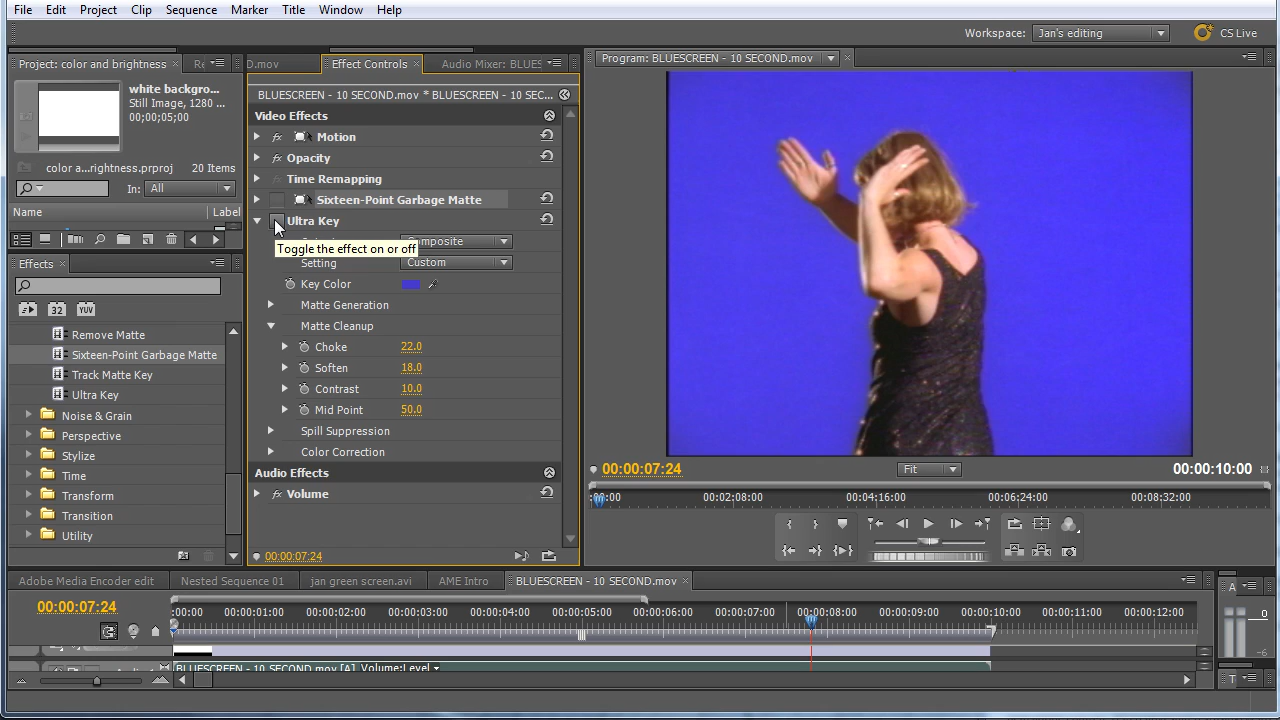 File Edit Project Clip Sequence Marker Title Window Help
Workspace: Jan's editing CS Live
Project: color and brightness
white backgro...
Still Image, 1280 ...
00;00;05;00
color a...rightness.prproj 20 Items
In: All
Name Label
Effects
32 YUV
Remove Matte
Sixteen-Point Garbage Matte
Track Matte Key
Ultra Key
Noise & Grain
Perspective
Stylize
Time
Transform
Transition
Utility
D.mov Effect Controls Audio Mixer: BLUES
BLUESCREEN - 10 SECOND.mov * BLUESCREEN - 10 SEC...
Video Effects
fx Motion
fx Opacity
fx Time Remapping
Sixteen-Point Garbage Matte
Ultra Key
Toggle the effect on or off
Setting Custom
Key Color
Matte Generation
Matte Cleanup
Choke 22.0
Soften 18.0
Contrast 10.0
Mid Point 50.0
Spill Suppression
Color Correction
Audio Effects
fx Volume
00:00:07:24
Program: BLUESCREEN - 10 SECOND.mov
00:00:07:24 Fit 00:00:10:00
:00:00 00:02:08:00 00:04:16:00 00:06:24:00 00:08:32:00
Adobe Media Encoder edit Nested Sequence 01 jan green screen.avi AME Intro BLUESCREEN - 10 SECOND.mov
00:00:07:24
:00:00 00:00:01:00 00:00:02:00 00:00:03:00 00:00:04:00 00:00:05:00 00:00:06:00 00:00:07:00 00:00:08:00 00:00:09:00 00:00:10:00 00:00:11:00 00:00:12:00
BLUESCREEN - 10 SECOND.mov [A] Volume:Level
A
0
-6
T